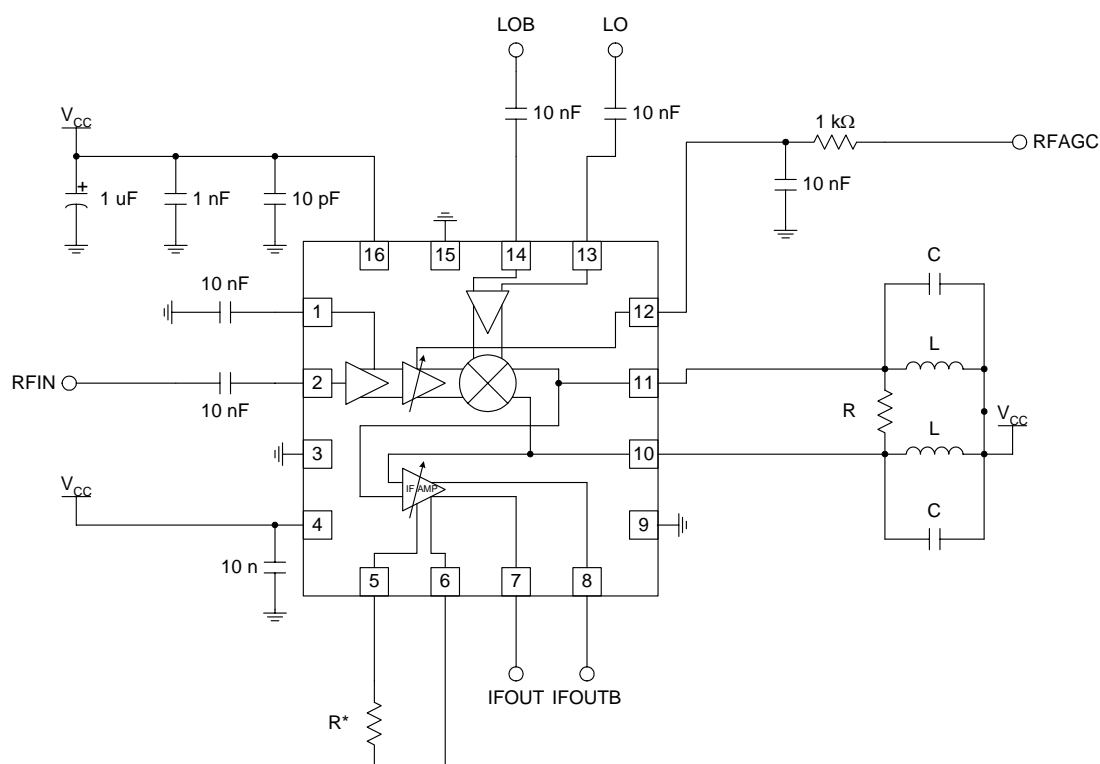 LOB LO
10 nF 10 nF
VCC
1 kΩ
RFAGC
+
1 uF 1 nF 10 pF
10 nF
16 15 14 13
C
10 nF
1 12
L
RFIN 2 11
10 nF
R
VCC
L
3 10
VCC
IF AMP
C
4 9
10 n
5 6 7 8
IFOUT IFOUTB
R*